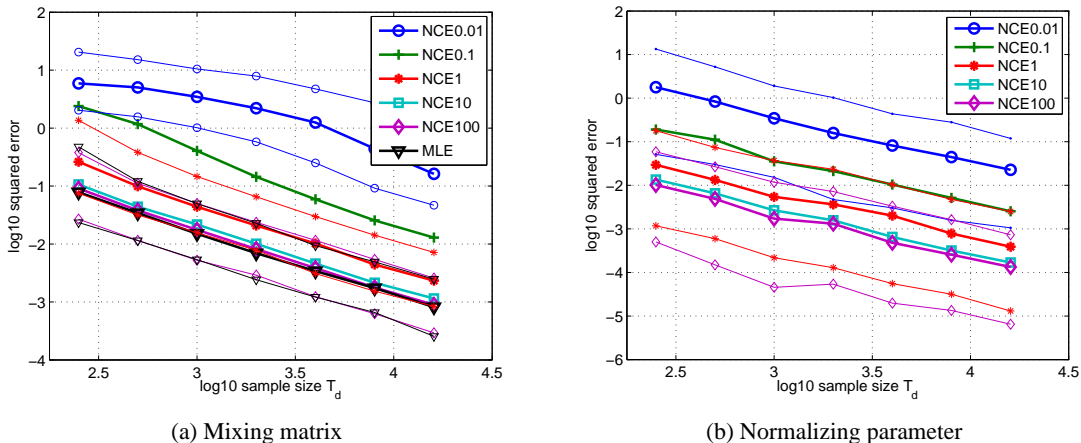 2
1
0
−1
−2
−3
−4
2.5
3
3.5
4
4.5
log10 squared error
log10 sample size T_d
NCE0.01
NCE0.1
NCE1
NCE10
NCE100
MLE
(a) Mixing matrix
2
1
0
−1
−2
−3
−4
−5
−6
2.5
3
3.5
4
4.5
log10 squared error
log10 sample size T_d
NCE0.01
NCE0.1
NCE1
NCE10
NCE100
(b) Normalizing parameter